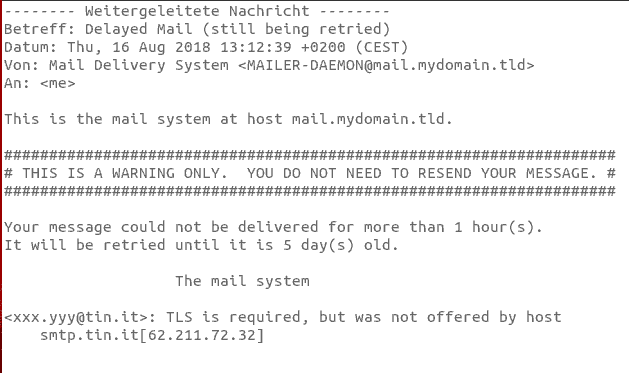 -------- Weitergeleitete Nachricht --------
Betreff: Delayed Mail (still being retried)
Datum: Thu, 16 Aug 2018 13:12:39 +0200 (CEST)
Von: Mail Delivery System <MAILER-DAEMON@mail.mydomain.tld>
An: <me>
This is the mail system at host mail.mydomain.tld.
####################################################################
# THIS IS A WARNING ONLY.  YOU DO NOT NEED TO RESEND YOUR MESSAGE. #
####################################################################
Your message could not be delivered for more than 1 hour(s).
It will be retried until it is 5 day(s) old.
The mail system
<xxx.yyy@tin.it>: TLS is required, but was not offered by host
smtp.tin.it[62.211.72.32]